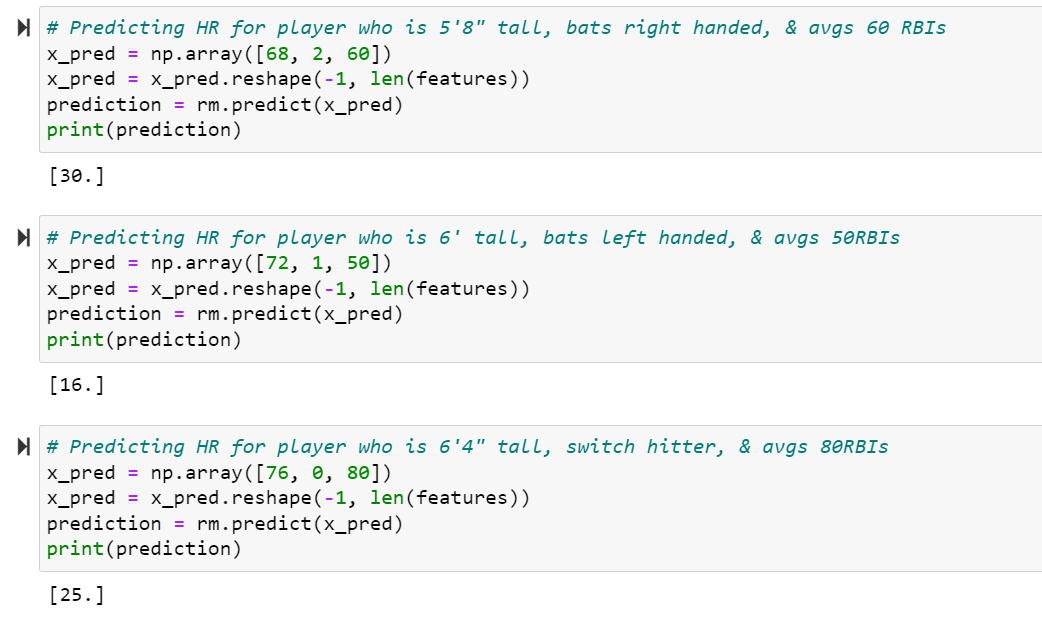 # Predicting HR for player who is 5'8" tall, bats right handed, & avgs 60 RBIs
x_pred = np.array([68, 2, 60])
x_pred = x_pred.reshape(-1, len(features))
prediction = rm.predict(x_pred)
print(prediction)
[30.]
# Predicting HR for player who is 6' tall, bats left handed, & avgs 50RBIs
x_pred = np.array([72, 1, 50])
x_pred = x_pred.reshape(-1, len(features))
prediction = rm.predict(x_pred)
print(prediction)
[16.]
# Predicting HR for player who is 6'4" tall, switch hitter, & avgs 80RBIs
x_pred = np.array([76, 0, 80])
x_pred = x_pred.reshape(-1, len(features))
prediction = rm.predict(x_pred)
print(prediction)
[25.]